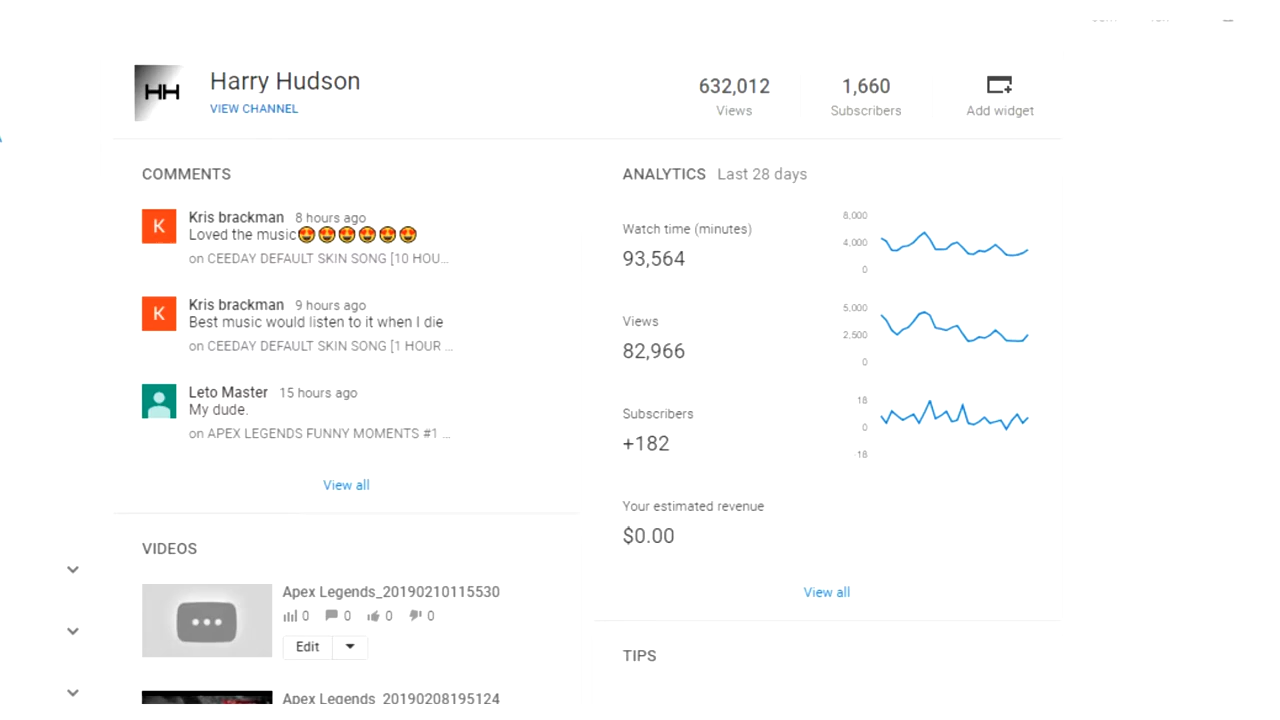 HH
Harry Hudson
VIEW CHANNEL
632,012
Views
1,660
Subscribers
Add widget
COMMENTS
K
Kris brackman 8 hours ago
Loved the music😍😍😍😍😍😍
on CEEDAY DEFAULT SKIN SONG [10 HOU...
K
Kris brackman 9 hours ago
Best music would listen to it when I die
on CEEDAY DEFAULT SKIN SONG [1 HOUR ...
Leto Master 15 hours ago
My dude.
on APEX LEGENDS FUNNY MOMENTS #1 ...
View all
VIDEOS
Apex Legends_20190210115530
0 0 0 0
Edit
Apex Legends_20190208195124
ANALYTICS Last 28 days
Watch time (minutes)
93,564
8,000
4,000
0
Views
82,966
5,000
2,500
0
Subscribers
+182
18
0
-18
Your estimated revenue
$0.00
View all
TIPS